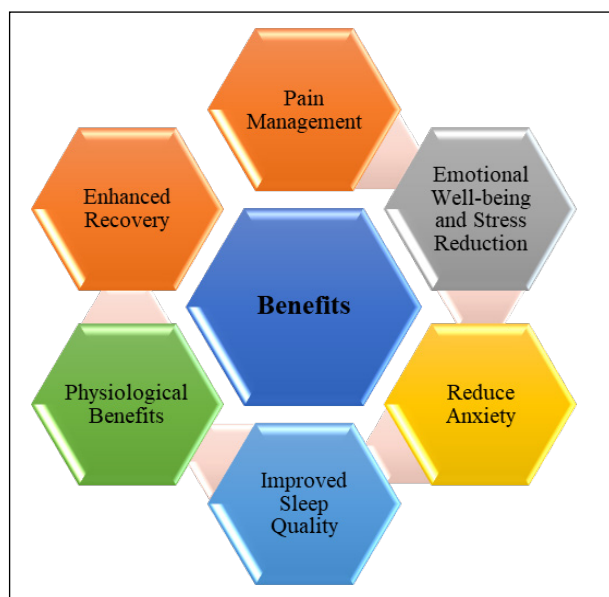 Pain
Management
Emotional
Well-being
and Stress
Reduction
Enhanced
Recovery
Benefits
Physiological
Benefits
Reduce
Anxiety
Improved
Sleep
Quality